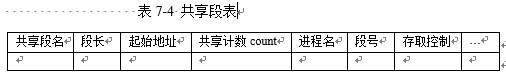 表 7-4 共享段表
共享段名 段长 起始地址 共享计数 count 进程名 段号 存取控制 …